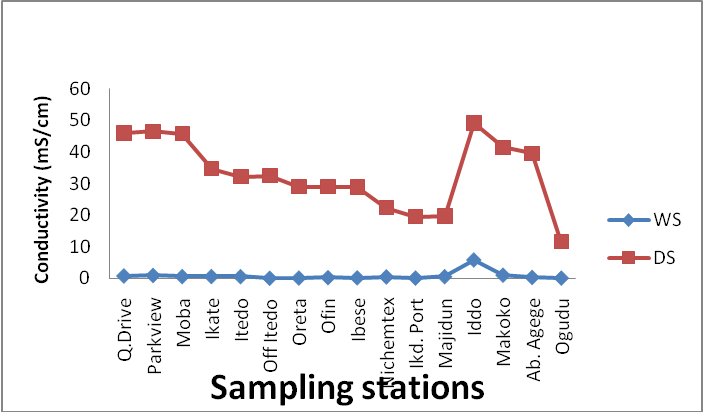 Conductivity (mS/cm)
60
50
40
30
20
10
0
Q.Drive
Parkview
Moba
Ikate
Itedo
Off Itedo
Oreta
Ofin
Ibese
Nichemtex
Ikd. Port
Majidun
Iddo
Makoko
Ab. Agege
Ogudu
Sampling stations
WS
DS